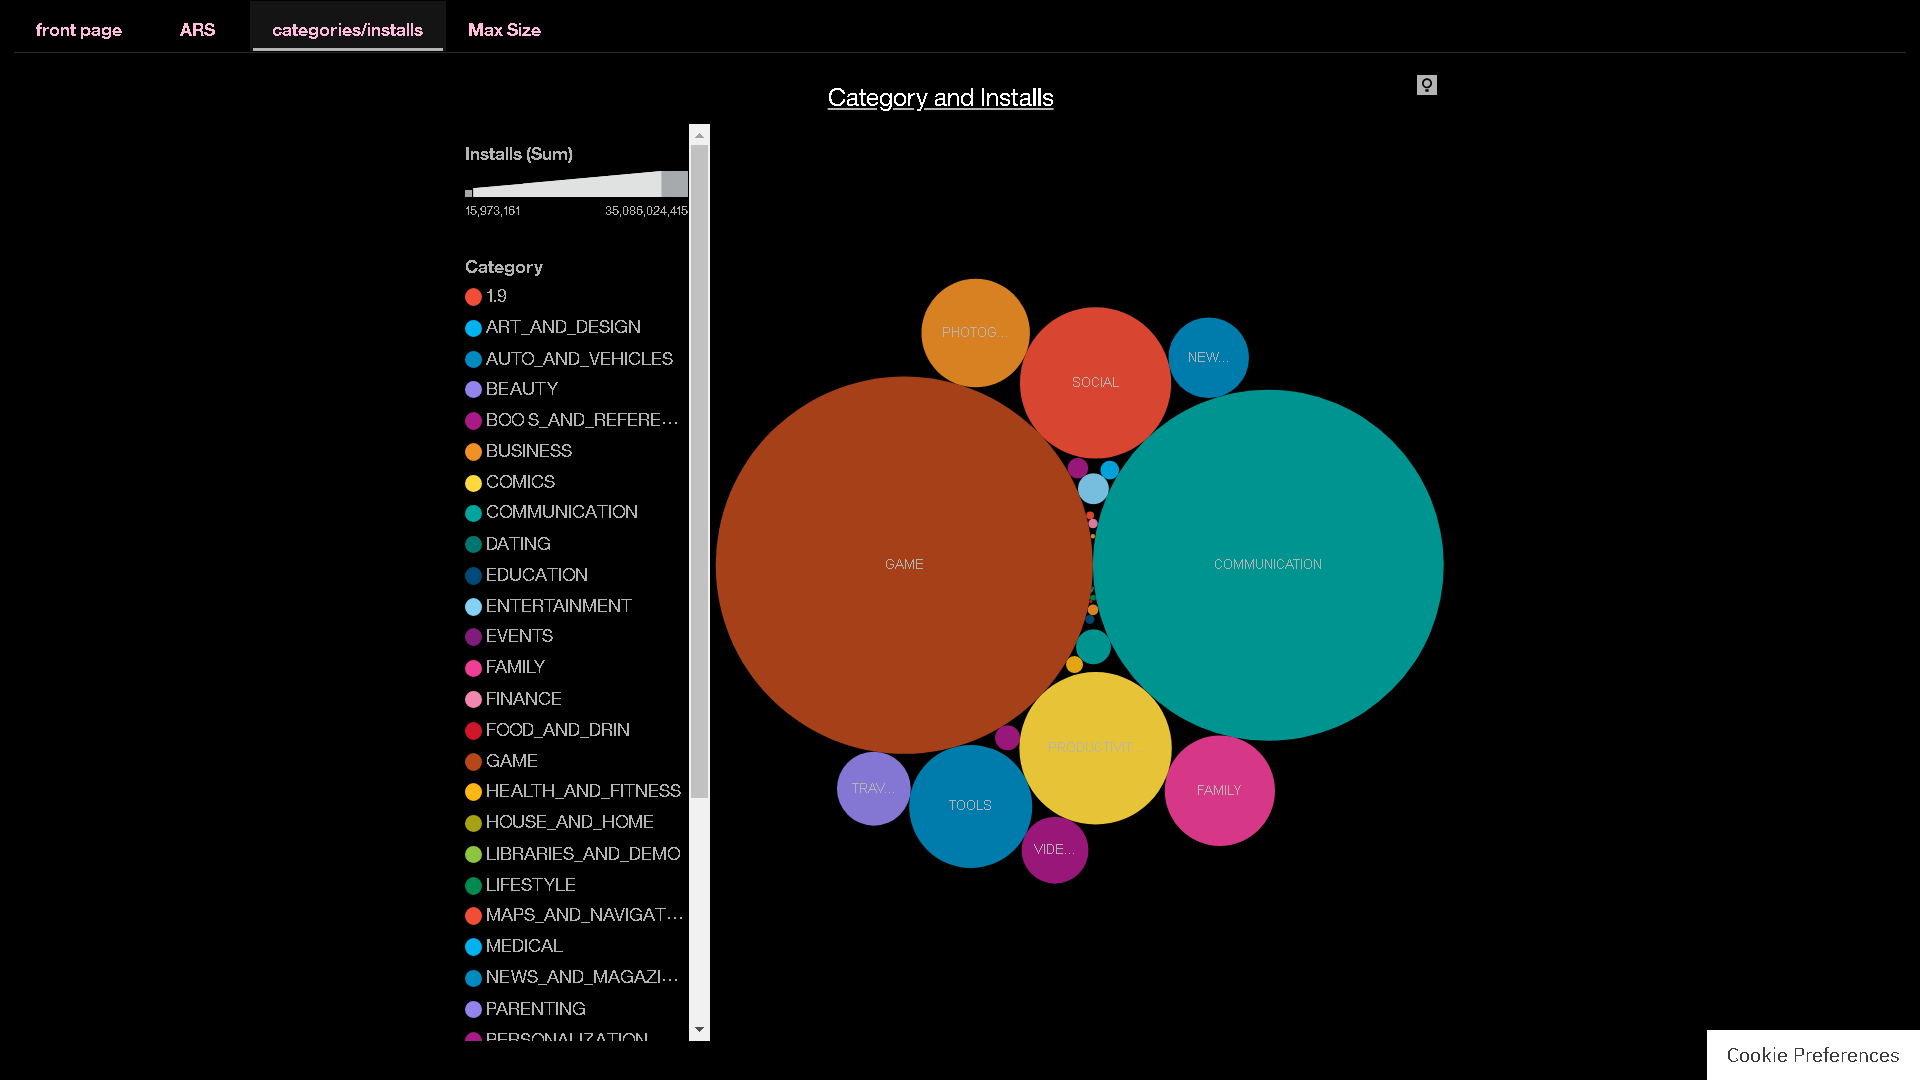 front page
ARS
categories/installs
Max Size
Category and Installs
Installs (Sum)
15,973,161
35,086,024,415
Category
1.9
ART_AND_DESIGN
AUTO_AND_VEHICLES
BEAUTY
BOO S_AND_REFERE...
BUSINESS
COMICS
COMMUNICATION
DATING
EDUCATION
ENTERTAINMENT
EVENTS
FAMILY
FINANCE
FOOD_AND_DRIN
GAME
HEALTH_AND_FITNESS
HOUSE_AND_HOME
LIBRARIES_AND_DEMO
LIFESTYLE
MAPS_AND_NAVIGAT...
MEDICAL
NEWS_AND_MAGAZI...
PARENTING
PERSONALIZATION
PHOTOG...
SOCIAL
NEW...
GAME
COMMUNICATION
PRODUCTIVIT...
TRAV...
TOOLS
FAMILY
VIDE...
Cookie Preferences